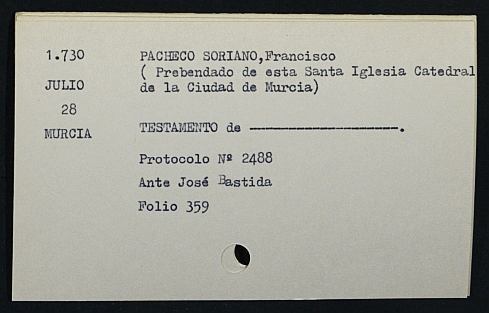 1.730
JULIO
28
MURCIA
PACHECO SORIANO,Francisco
( Prebendado de esta Santa Iglesia Catedral
de la Ciudad de Murcia)
TESTAMENTO de ————————————.
Protocolo Nº 2488
Ante José Bastida
Folio 359